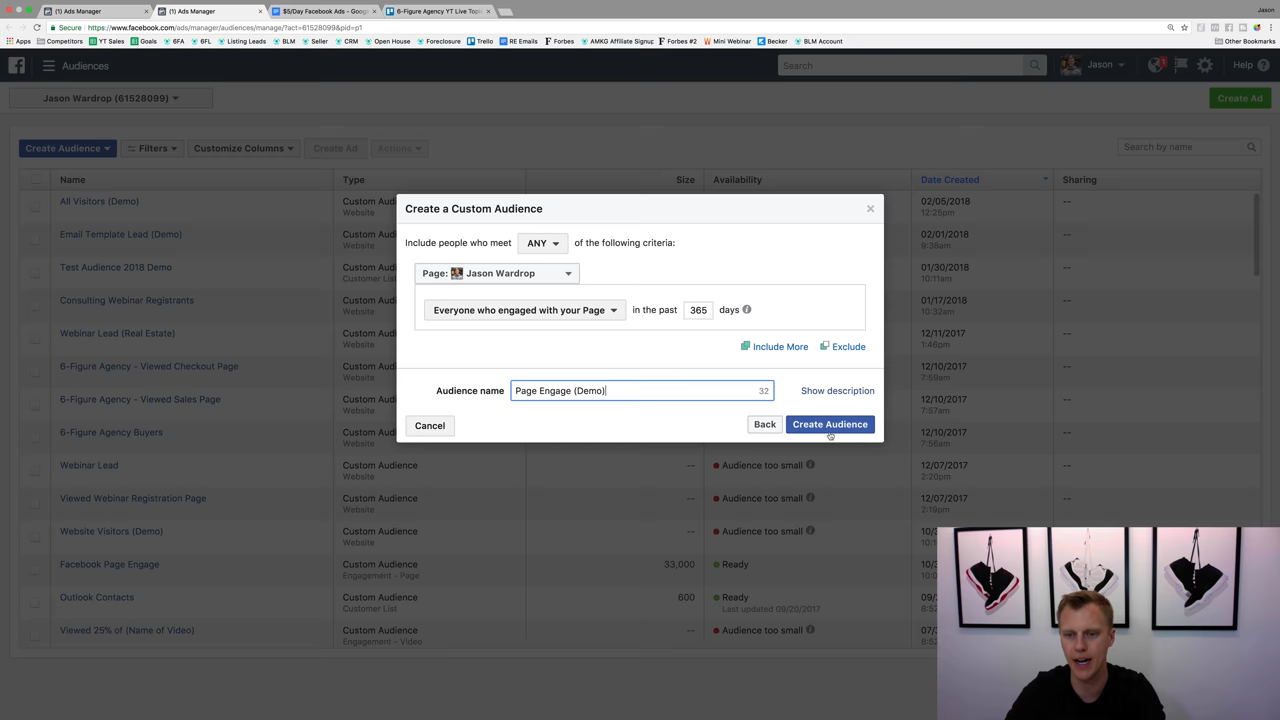 (1) Ads Manager
(1) Ads Manager
$5/Day Facebook Ads - Goog
6-Figure Agency YT Live Topi
Jason
Secure
https://www.facebook.com/ads/manager/audiences/manage/?act=61528099&pid=p1
Apps Competitors YT Sales Goals 6FA 6FL Listing Leads BLM Seller CRM Open House Foreclosure Trello RE Emails Forbes AMKG Affiliate Signup Forbes #2 Mini Webinar Becker BLM Account Other Bookmarks
Audiences Search Jason 1 Help
Jason Wardrop (61528099) Create Ad
Create Audience Filters Customize Columns Create Ad Actions Search by name
Name Type Size Availability Date Created Sharing
All Visitors (Demo) Custom Audience 02/05/2018 --
Website 12:25pm
Email Template Lead (Demo) 02/01/2018 --
9:38am
Test Audience 2018 Demo 01/30/2018 --
Customer List 10:11am
Consulting Webinar Registrants 01/17/2018 --
10:32am
Webinar Lead (Real Estate) 12/11/2017 --
1:46pm
6-Figure Agency - Viewed Checkout Page 12/10/2017 --
7:59am
6-Figure Agency - Viewed Sales Page 12/10/2017 --
7:57am
6-Figure Agency Buyers 12/10/2017 --
Website 7:56am
Webinar Lead Custom Audience -- Audience too small 12/07/2017 --
Website 2:20pm
Viewed Webinar Registration Page Custom Audience -- Audience too small 12/07/2017 --
Website 2:19pm
Website Visitors (Demo) Custom Audience -- Audience too small
Website
Facebook Page Engage Custom Audience 33,000 Ready
Engagement - Page
Outlook Contacts Custom Audience 600 Ready
Customer List Last updated 09/20/2017
Viewed 25% of (Name of Video) Custom Audience -- Audience too small
Engagement - Video
Create a Custom Audience
Include people who meet ANY of the following criteria:
Page: Jason Wardrop
Everyone who engaged with your Page in the past 365 days
Include More Exclude
Audience name Page Engage (Demo) 32 Show description
Cancel Back Create Audience